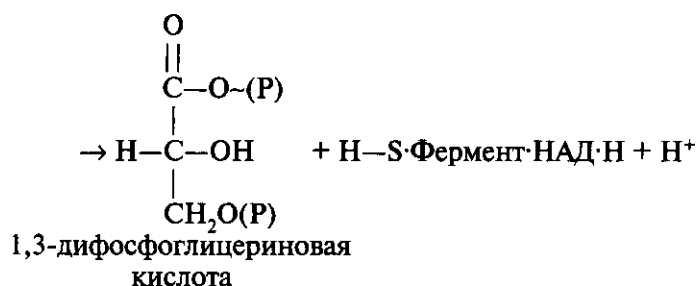 O
||
C—O~(P)
|
→ H—C—OH + H—S·Фермент·НАД·Н + H⁺
|
CH₂O(P)
1,3-дифосфоглицериновая
кислота